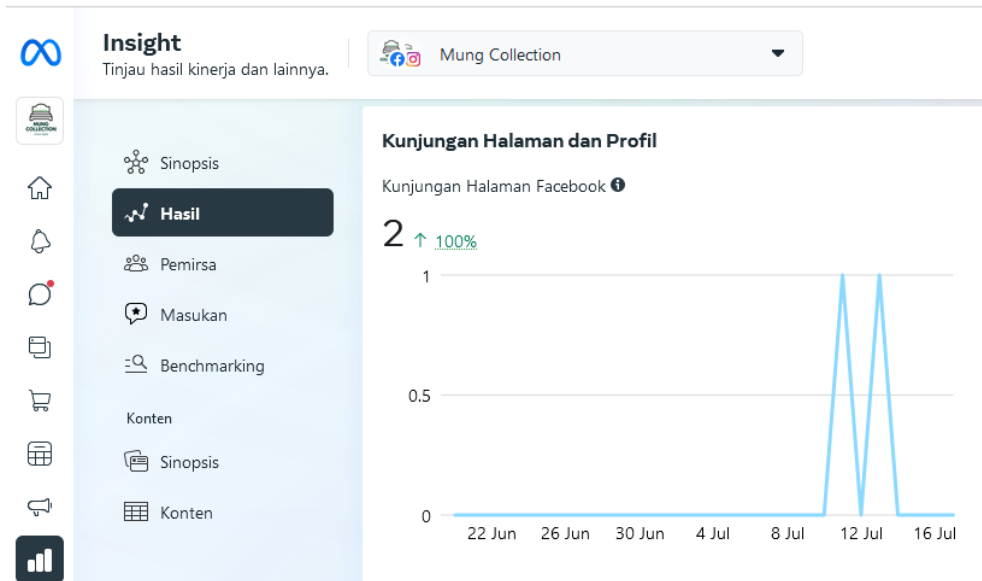 Insight
Tinjau hasil kinerja dan lainnya.
Mung Collection
MUNG
COLLECTION
Sinopsis
Hasil
Pemirsa
Masukan
Benchmarking
Konten
Sinopsis
Konten
Kunjungan Halaman dan Profil
Kunjungan Halaman Facebook
2 ↑ 100%
1
0.5
0
22 Jun 26 Jun 30 Jun 4 Jul 8 Jul 12 Jul 16 Jul